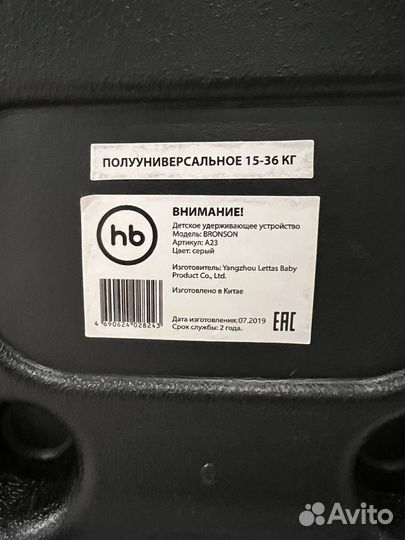 ПОЛУУНИВЕРСАЛЬНОЕ 15-36 КГ
hb
ВНИМАНИЕ!
Детское удерживающее устройство
Модель: BRONSON
Артикул: A23
Цвет: серый
Изготовитель: Yangzhou Lettas Baby
Product Co., Ltd.
Изготовлено в Китае
4 690624 028243
Дата изготовления:07.2019
Срок службы: 2 года.
EAC
Avito